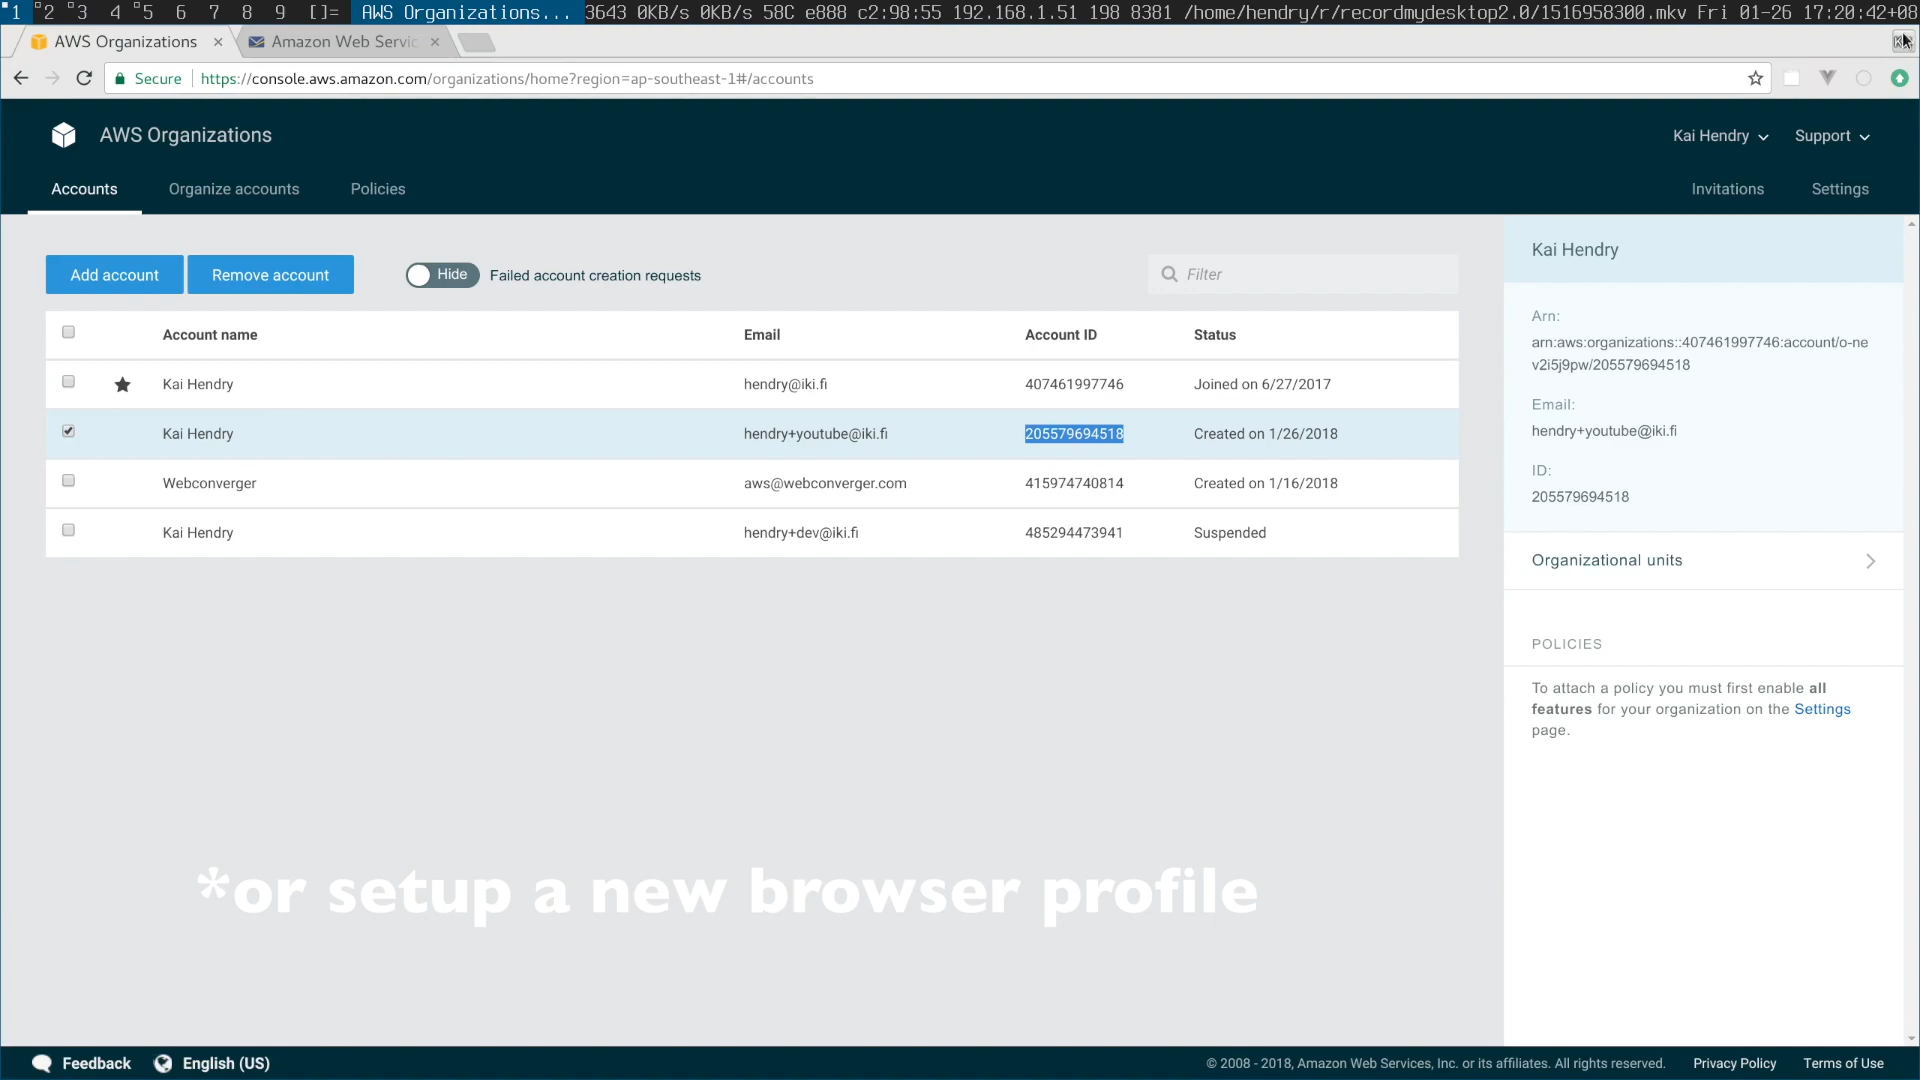 1 2 3 4 5 6 7 8 9 []= AWS Organizations... 3643 0KB/s 0KB/s 58C e888 c2:98:55 192.168.1.51 198 8381 /home/hendry/r/recordmydesktop2.0/1516958300.mkv Fri 01-26 17:20:42+08
AWS Organizations × Amazon Web Servic ×
Secure https://console.aws.amazon.com/organizations/home?region=ap-southeast-1#/accounts
AWS Organizations Kai Hendry Support
Accounts Organize accounts Policies Invitations Settings
Add account Remove account Hide Failed account creation requests Filter
Account name Email Account ID Status
Kai Hendry hendry@iki.fi 407461997746 Joined on 6/27/2017
Kai Hendry hendry+youtube@iki.fi 205579694518 Created on 1/26/2018
Webconverger aws@webconverger.com 415974740814 Created on 1/16/2018
Kai Hendry hendry+dev@iki.fi 485294473941 Suspended
Kai Hendry
Arn:
arn:aws:organizations::407461997746:account/o-ne
v2i5j9pw/205579694518
Email:
hendry+youtube@iki.fi
ID:
205579694518
Organizational units
POLICIES
To attach a policy you must first enable all
features for your organization on the Settings
page.
*or setup a new browser profile
Feedback English (US) © 2008 - 2018, Amazon Web Services, Inc. or its affiliates. All rights reserved. Privacy Policy Terms of Use